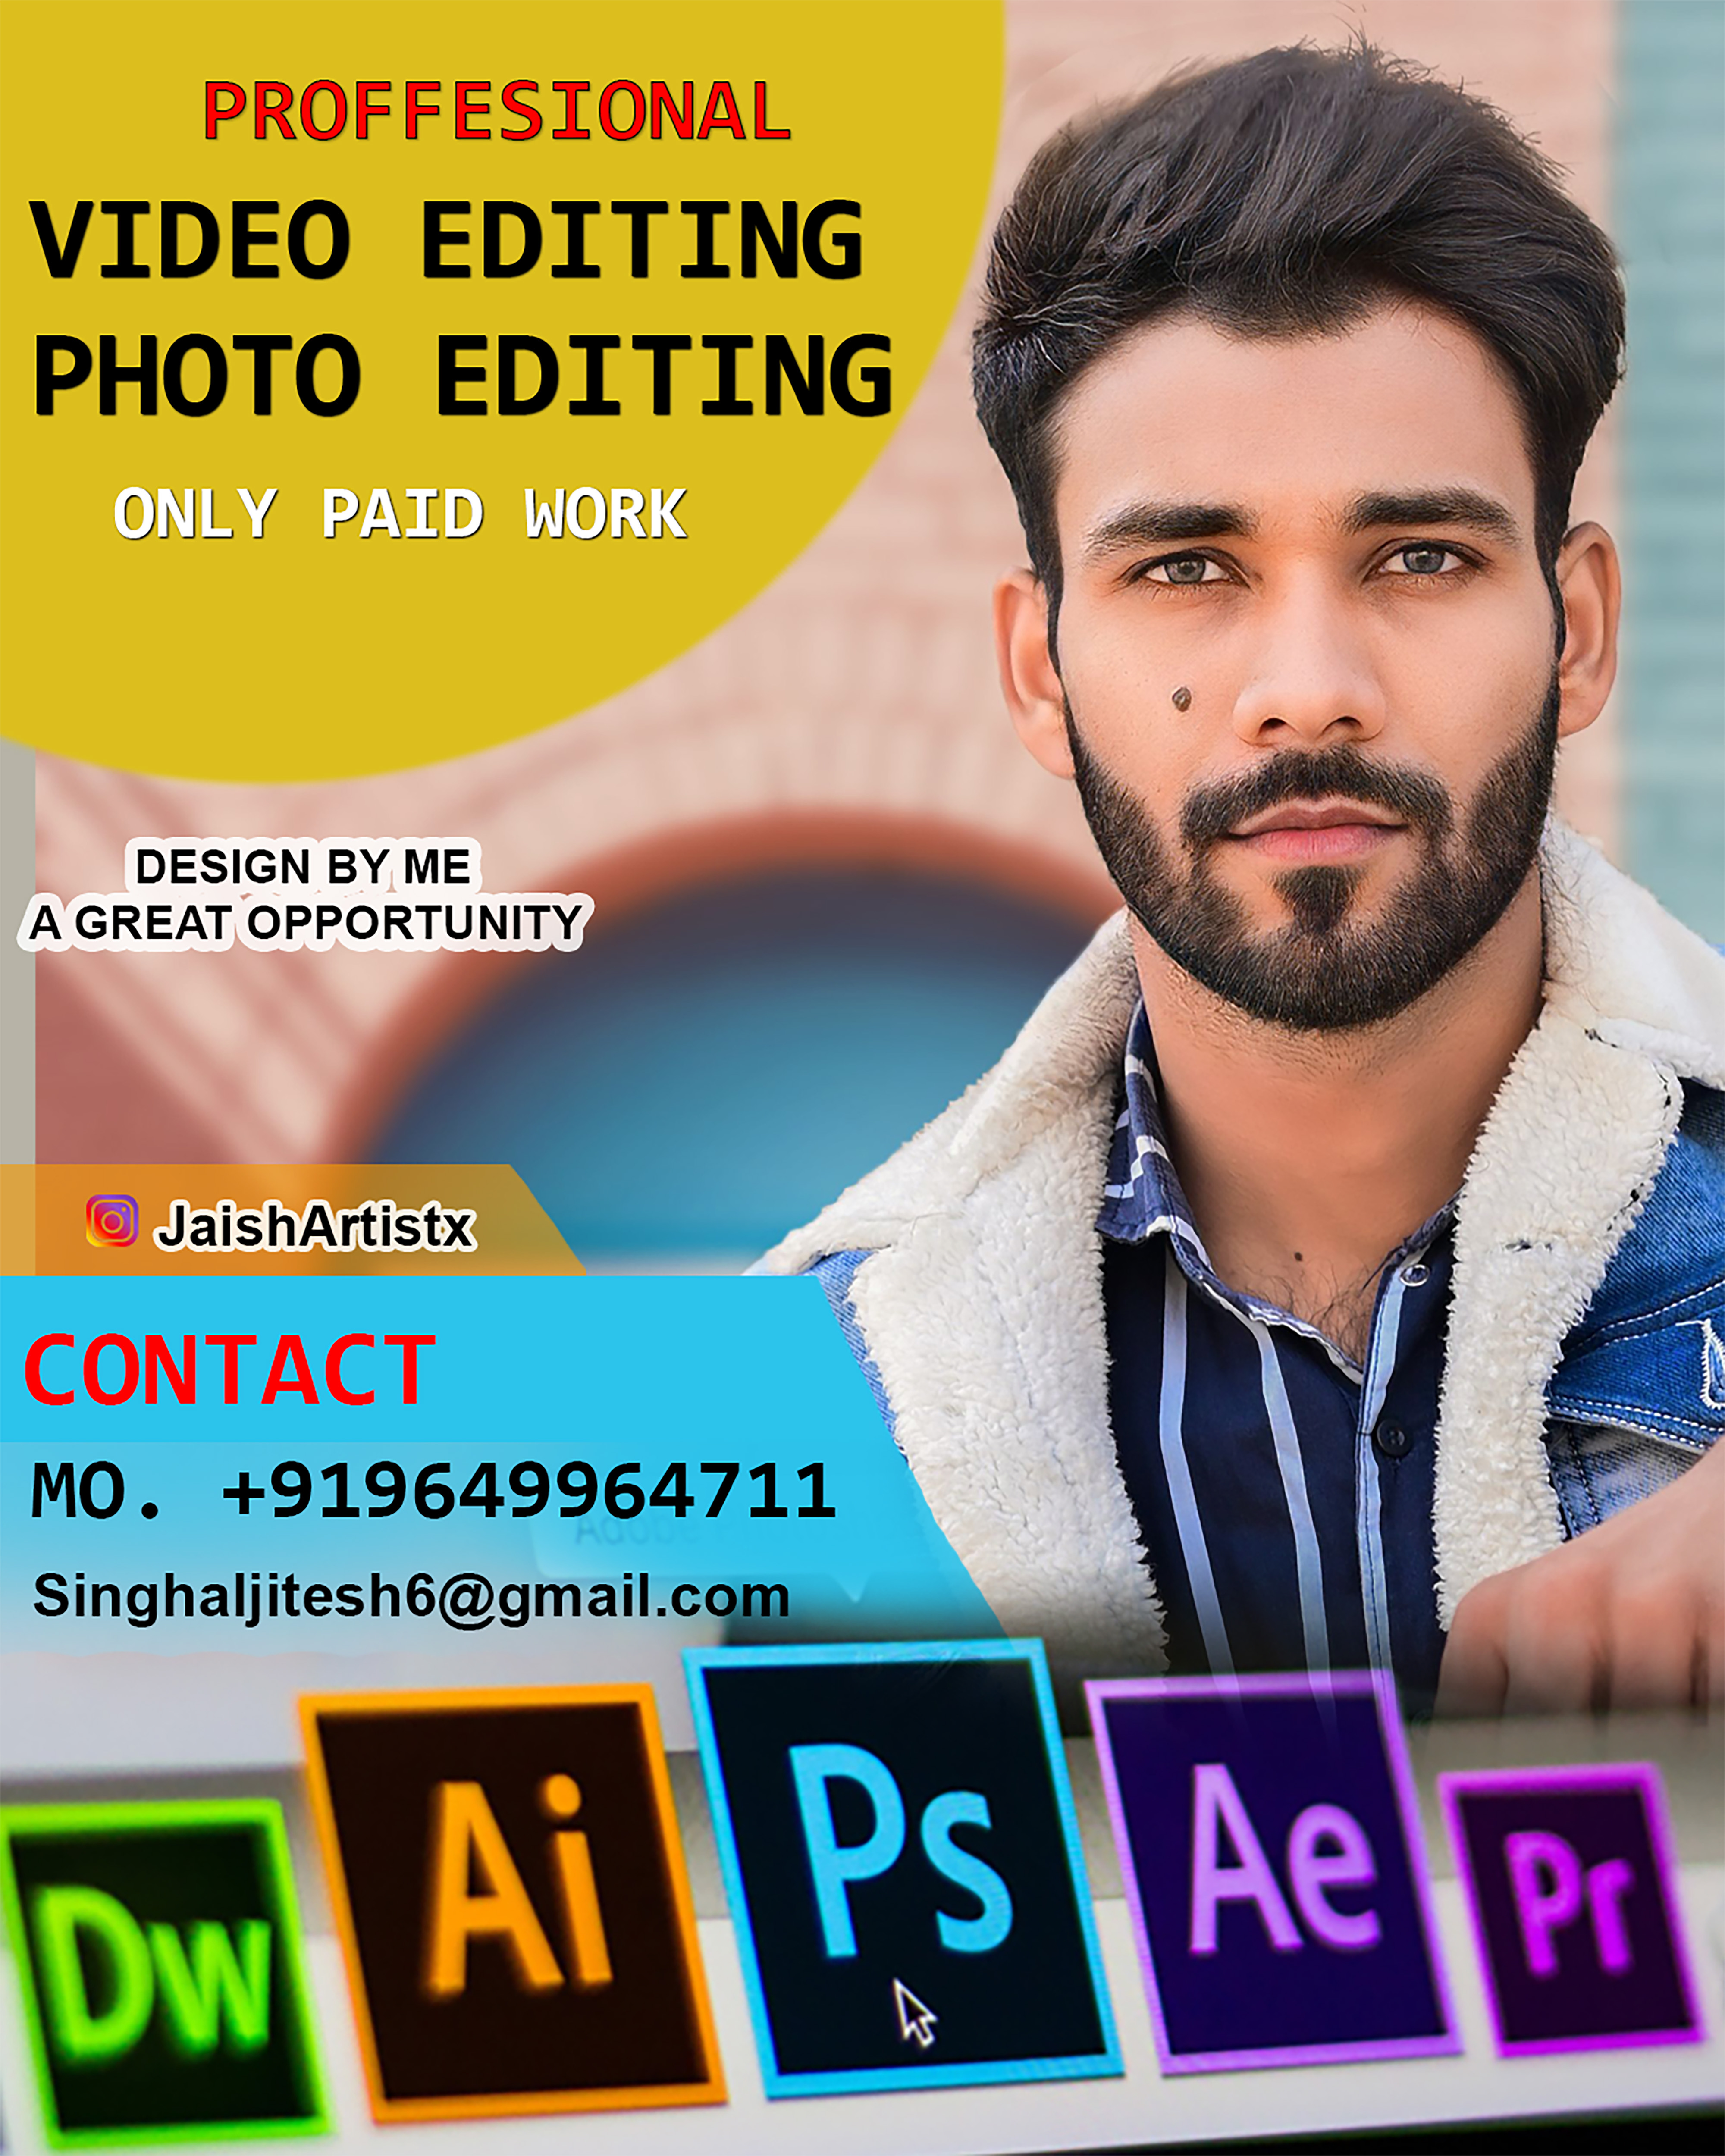 PROFFESIONAL
VIDEO EDITING
PHOTO EDITING
ONLY PAID WORK
DESIGN BY ME
A GREAT OPPORTUNITY
JaishArtistx
CONTACT
MO. +919649964711
Adobe
Singhaljitesh6@gmail.com
Dw Ai Ps Ae Pr